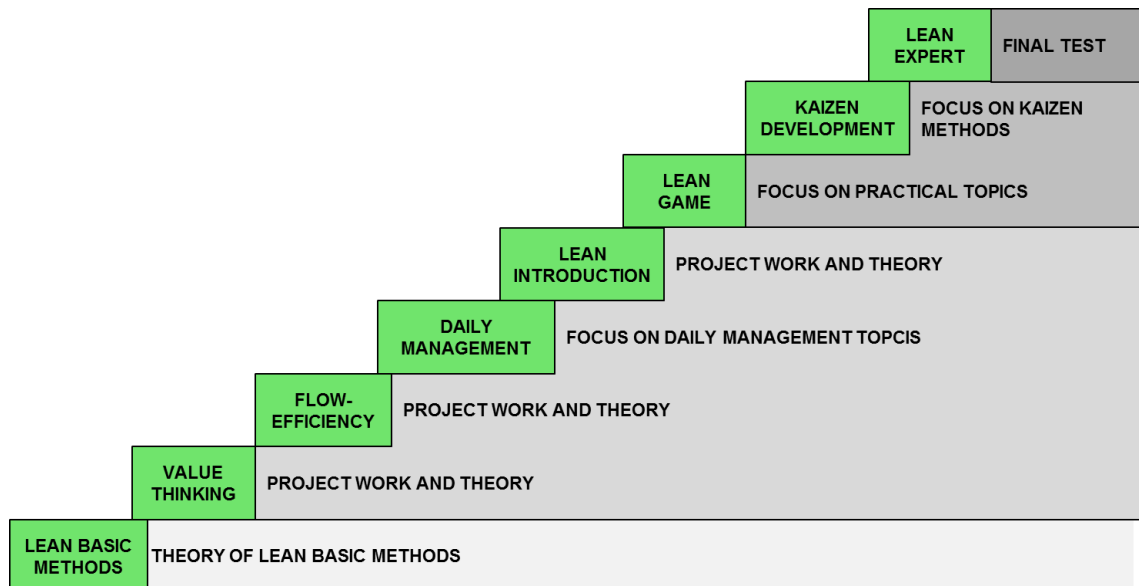 LEAN
EXPERT
FINAL TEST
KAIZEN
DEVELOPMENT
FOCUS ON KAIZEN
METHODS
LEAN
GAME
FOCUS ON PRACTICAL TOPICS
LEAN
INTRODUCTION
PROJECT WORK AND THEORY
DAILY
MANAGEMENT
FOCUS ON DAILY MANAGEMENT TOPCIS
FLOW-
EFFICIENCY
PROJECT WORK AND THEORY
VALUE
THINKING
PROJECT WORK AND THEORY
LEAN BASIC
METHODS
THEORY OF LEAN BASIC METHODS